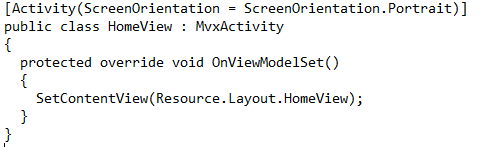 [Activity(ScreenOrientation = ScreenOrientation.Portrait)]
public class HomeView : MvxActivity
{
  protected override void OnViewModelSet()
  {
    SetContentView(Resource.Layout.HomeView);
  }
}